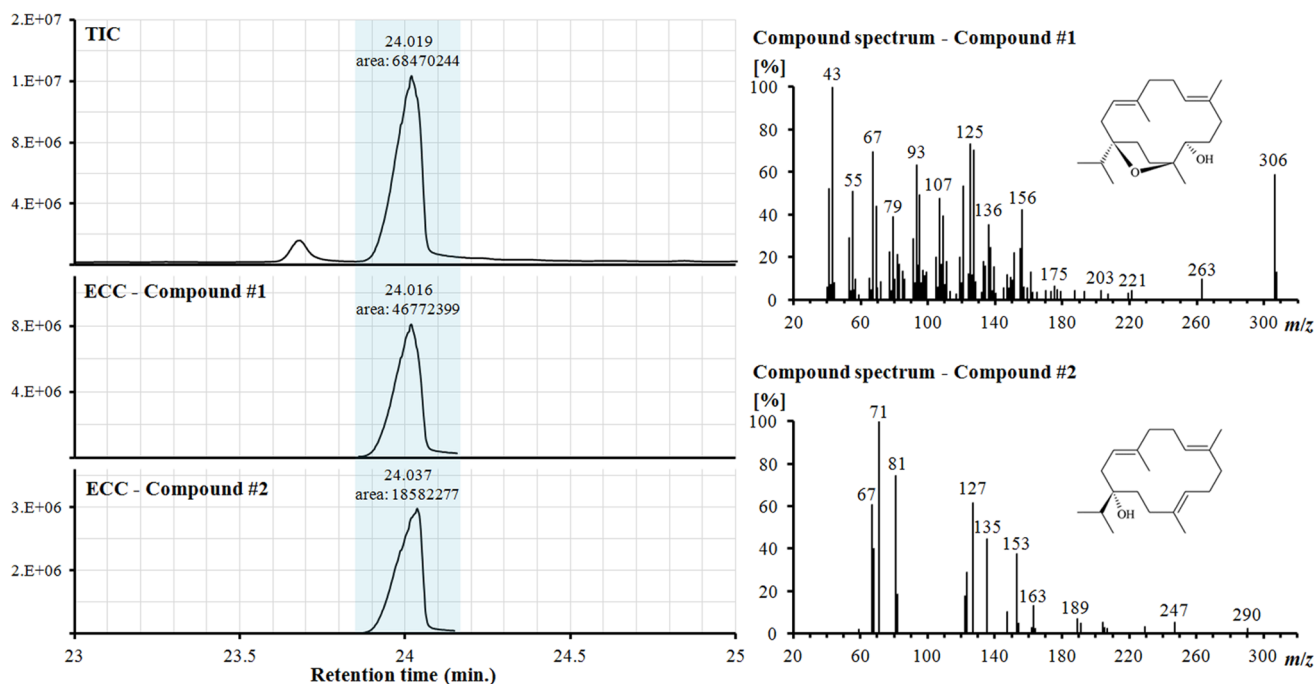 TIC
2.E+07
1.E+07
8.E+06
4.E+06
24.019
area: 68470244
ECC - Compound #1
8.E+06
4.E+06
24.016
area: 46772399
ECC - Compound #2
3.E+06
2.E+06
24.037
area: 18582277
23 23.5 24 24.5 25
Retention time (min.)
Compound spectrum - Compound #1
[%]
100
80
60
40
20
0
43 55 67 79 93 107 125 136 156 175 203 221 263 306
OH
O
20 60 100 140 180 220 260 300 m/z
Compound spectrum - Compound #2
[%]
100
80
60
40
20
0
67 71 81 127 135 153 163 189 247 290
OH
20 60 100 140 180 220 260 300 m/z